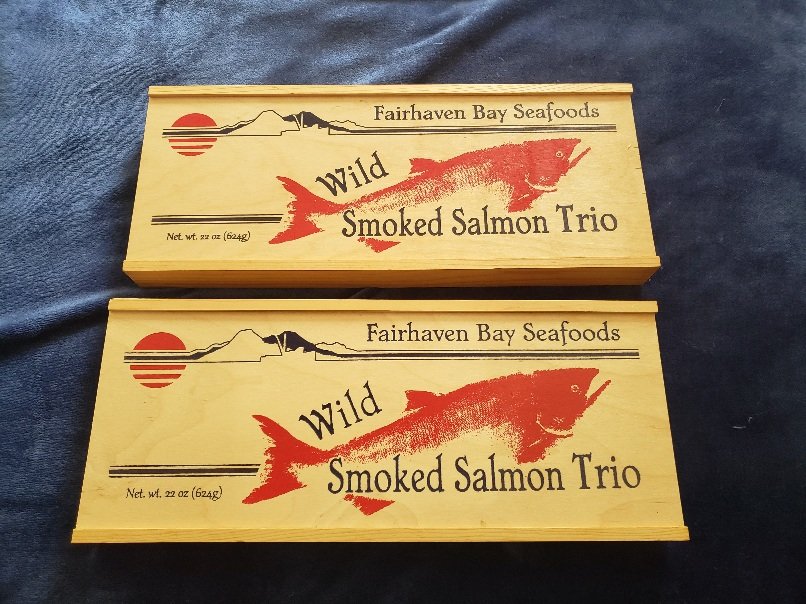 Fairhaven Bay Seafoods
Wild
Smoked Salmon Trio
Net. wt. 22 oz (624g)
Fairhaven Bay Seafoods
Wild
Smoked Salmon Trio
Net. wt. 22 oz (624g)